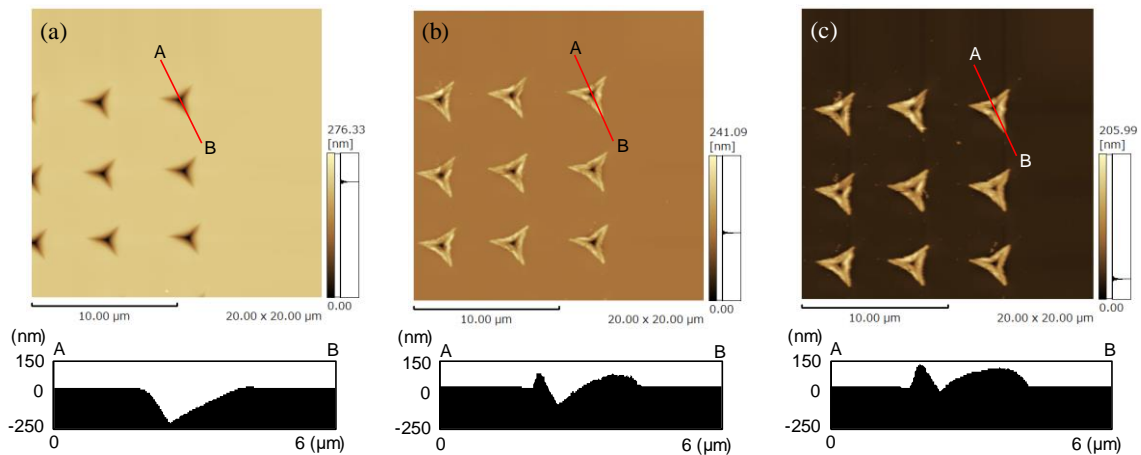 (a)
A
B
276.33
[nm]
0.00
10.00 µm
20.00 x 20.00 µm
(b)
A
B
241.09
[nm]
0.00
10.00 µm
20.00 x 20.00 µm
(c)
A
B
205.99
[nm]
0.00
10.00 µm
20.00 x 20.00 µm
(nm)
A
B
150
0
-250
0
6 (µm)
(nm)
A
B
150
0
-250
0
6 (µm)
(nm)
A
B
150
0
-250
0
6 (µm)